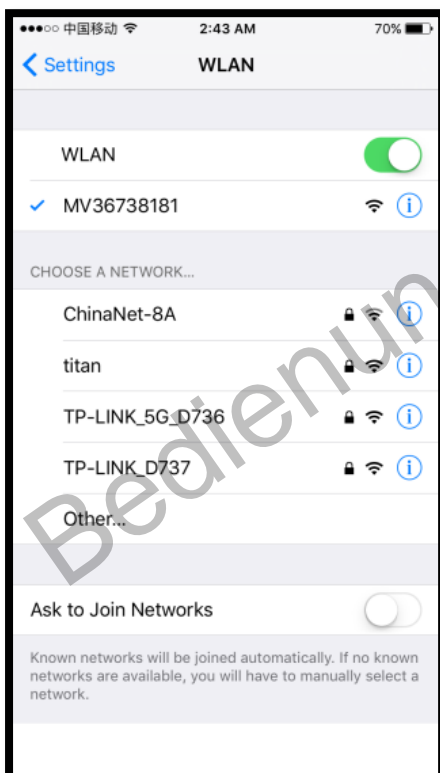 中国移动 2:43 AM 70%
Settings WLAN
WLAN
MV36738181
CHOOSE A NETWORK...
ChinaNet-8A
titan
TP-LINK_5G_D736
TP-LINK_D737
Other...
Ask to Join Networks
Known networks will be joined automatically. If no known
networks are available, you will have to manually select a
network.
Bedienun